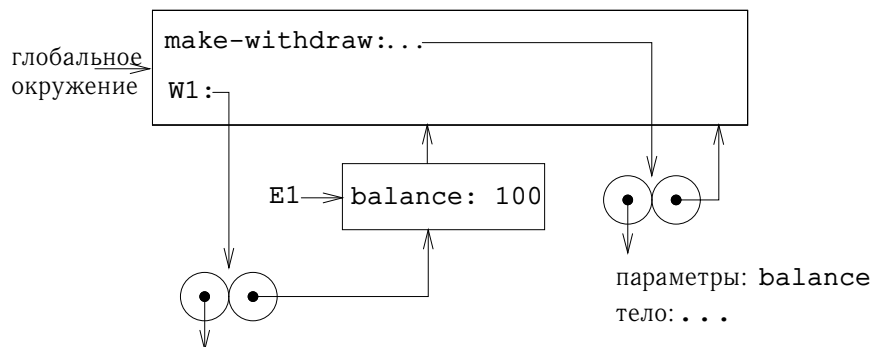 make-withdraw:...
глобальное
окружение
W1:
E1
balance: 100
параметры: balance
тело: ...